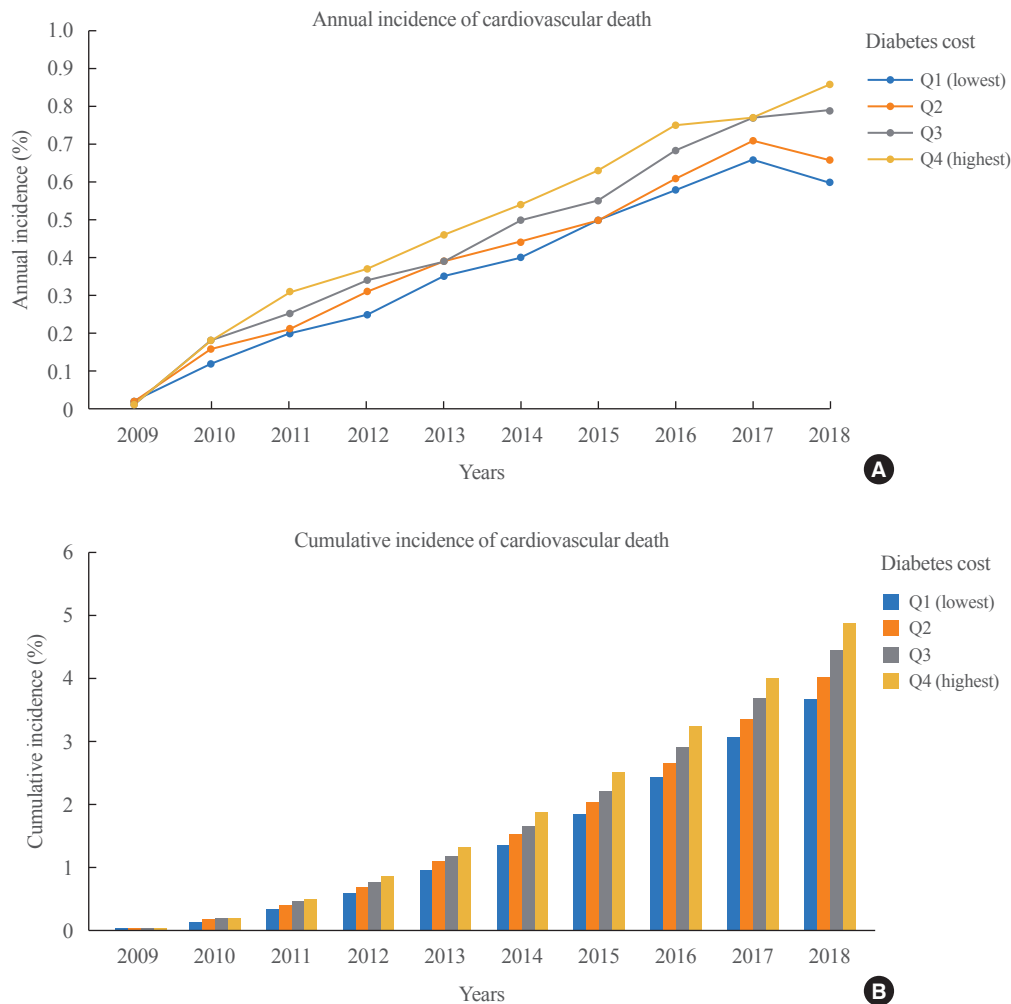 Annual incidence of cardiovascular death
1.0
0.9
0.8
0.7
0.6
0.5
0.4
0.3
0.2
0.1
0
Annual incidence (%)
2009 2010 2011 2012 2013 2014 2015 2016 2017 2018
Years
Diabetes cost
Q1 (lowest)
Q2
Q3
Q4 (highest)
A
Cumulative incidence of cardiovascular death
6
5
4
3
2
1
0
Cumulative incidence (%)
2009 2010 2011 2012 2013 2014 2015 2016 2017 2018
Years
Diabetes cost
Q1 (lowest)
Q2
Q3
Q4 (highest)
B